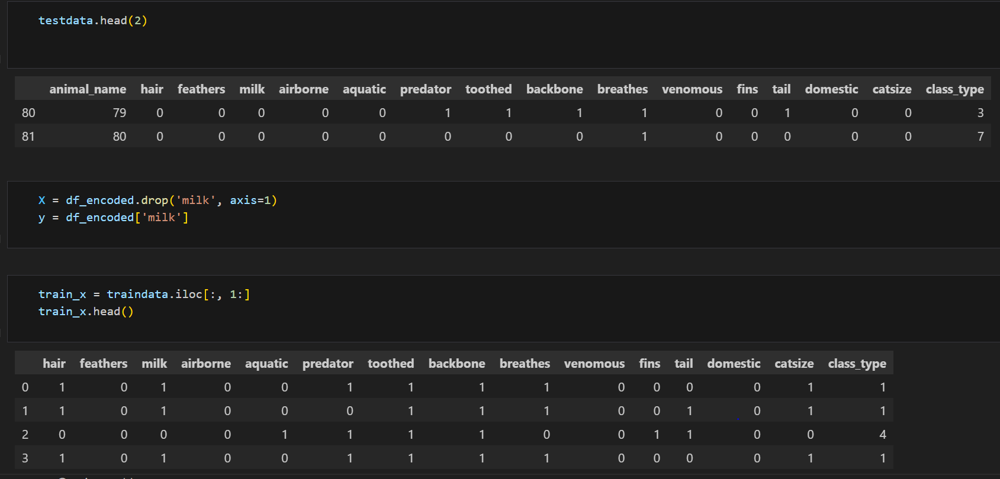 testdata.head(2)
animal_name hair feathers milk airborne aquatic predator toothed backbone breathes venomous fins tail domestic catsize class_type
80 79 0 0 0 0 0 1 1 1 1 0 0 1 0 0 3
81 80 0 0 0 0 0 0 0 0 1 0 0 0 0 0 7
X = df_encoded.drop('milk', axis=1)
y = df_encoded['milk']
train_x = traindata.iloc[:, 1:]
train_x.head()
hair feathers milk airborne aquatic predator toothed backbone breathes venomous fins tail domestic catsize class_type
0 1 0 1 0 0 1 1 1 1 0 0 0 0 1 1
1 1 0 1 0 0 0 1 1 1 0 0 1 0 1 1
2 0 0 0 0 1 1 1 1 0 0 1 1 0 0 4
3 1 0 1 0 0 1 1 1 1 0 0 0 0 1 1